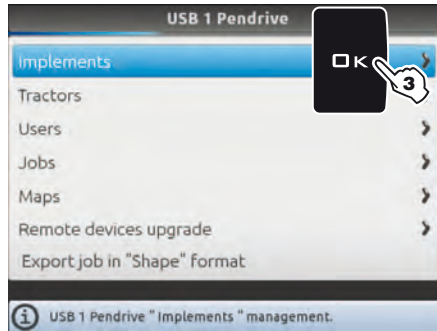 USB 1 Pendrive
Implements
OK
3
Tractors
Users
Jobs
Maps
Remote devices upgrade
Export job in "Shape" format
USB 1 Pendrive " Implements " management.